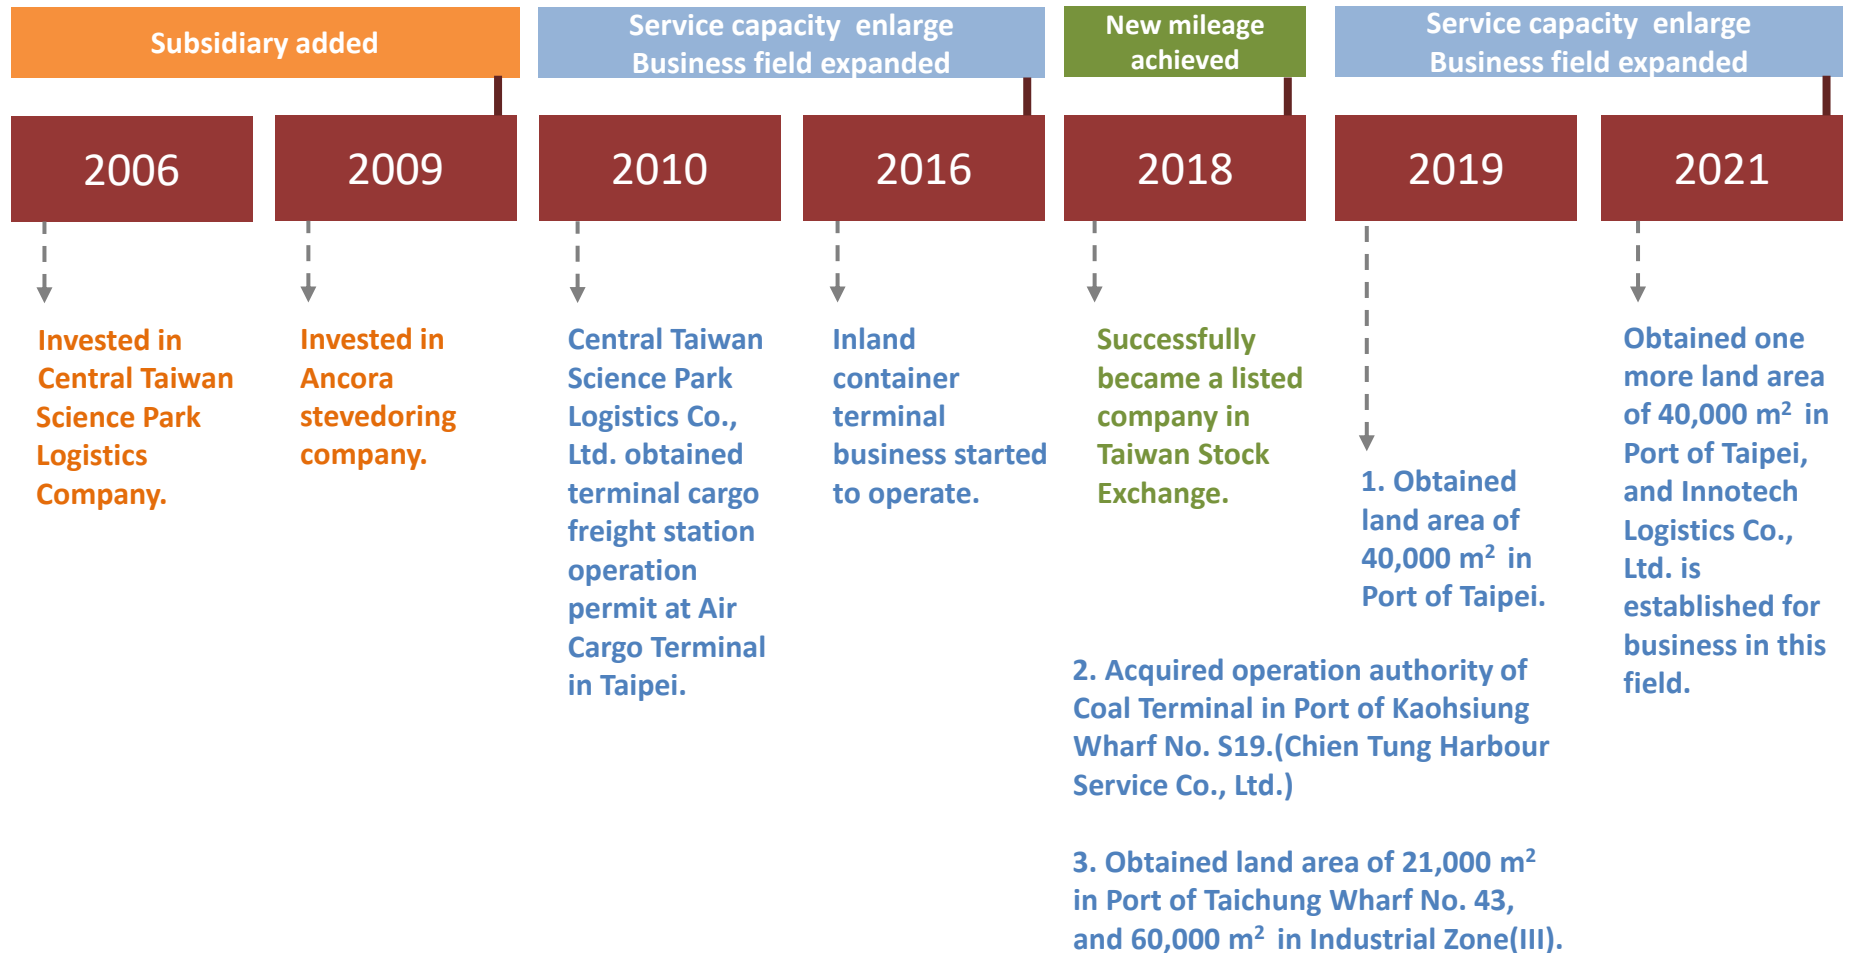 Subsidiary added
Service capacity enlarge
Business field expanded
New mileage
achieved
Service capacity enlarge
Business field expanded
2006
2009
2010
2016
2018
2019
2021
Invested in
Central Taiwan
Science Park
Logistics
Company.
Invested in
Ancora
stevedoring
company.
Central Taiwan
Science Park
Logistics Co.,
Ltd. obtained
terminal cargo
freight station
operation
permit at Air
Cargo Terminal
in Taipei.
Inland
container
terminal
business started
to operate.
Successfully
became a listed
company in
Taiwan Stock
Exchange.
1. Obtained
land area of
40,000 m² in
Port of Taipei.
2. Acquired operation authority of
Coal Terminal in Port of Kaohsiung
Wharf No. S19.(Chien Tung Harbour
Service Co., Ltd.)
3. Obtained land area of 21,000 m²
in Port of Taichung Wharf No. 43,
and 60,000 m² in Industrial Zone(III).
Obtained one
more land area
of 40,000 m² in
Port of Taipei,
and Innotech
Logistics Co.,
Ltd. is
established for
business in this
field.